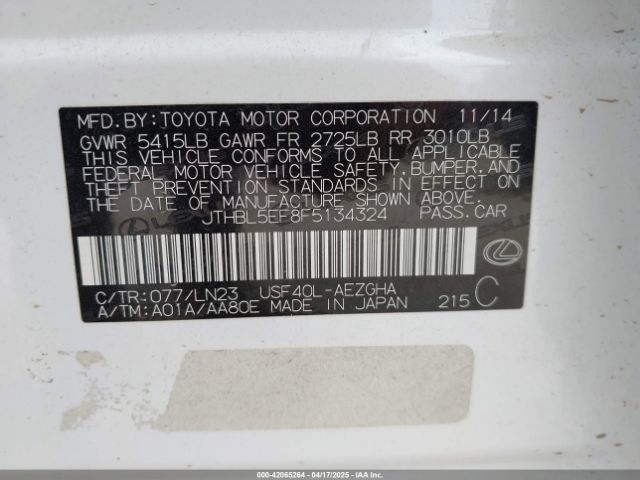 MFD. BY: TOYOTA MOTOR CORPORATION 11/14
GVWR 5415LB GAWR FR 2725LB RR 3010LB
THIS VEHICLE CONFORMS TO ALL APPLICABLE
FEDERAL MOTOR VEHICLE SAFETY, BUMPER, AND
THEFT PREVENTION STANDARDS IN EFFECT ON
THE DATE OF MANUFACTURE SHOWN ABOVE.
JTHBL5EF8F5134324 PASS. CAR
C/TR: 077/LN23 USF40L-AEZGHA
A/TM: A01A/AA80E MADE IN JAPAN 215 C
000-42065264 - 04/17/2025 - IAAI.COM